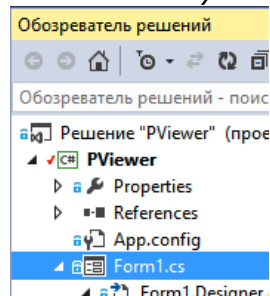 Обозреватель решений
Обозреватель решений - поис
Решение "PViewer" (прое
C# PViewer
Properties
References
App.config
Form1.cs
Form1.Designer.